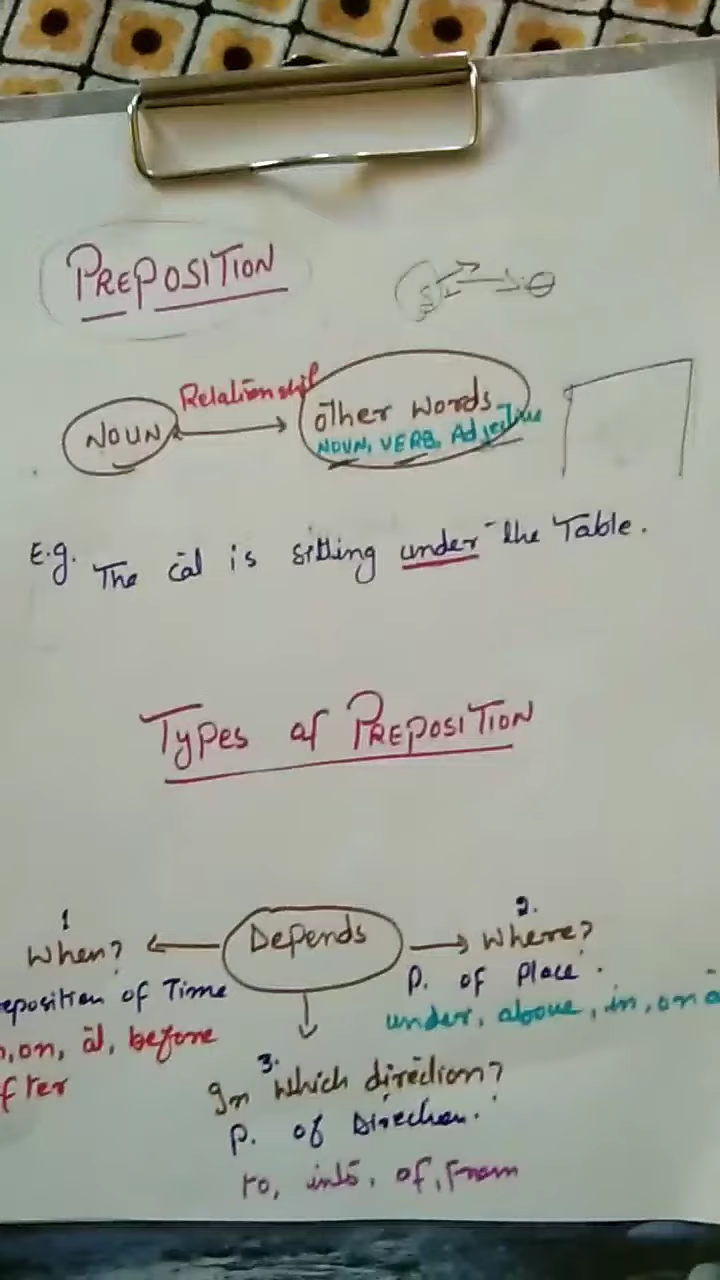 PREPOSITION
Relationship
NOUN
other words
NOUN, VERB, Adjective
E.g. The cat is sitting under the Table.
Types of PREPOSITION
Depends
1
When?
eposition of Time
,on, at, before
fter
2.
Where?
P. of Place.
under, above, in, on a
3.
In which direction?
P. of Direction.
to, into, of, From